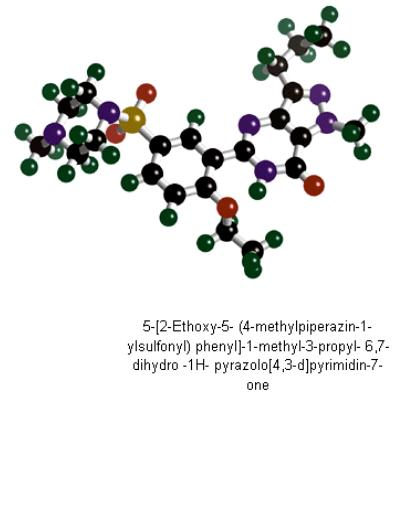 5-[2-Ethoxy-5- (4-methylpiperazin-1-
ylsulfonyl) phenyl]-1-methyl-3-propyl- 6,7-
dihydro -1H- pyrazolo[4,3-d]pyrimidin-7-
one